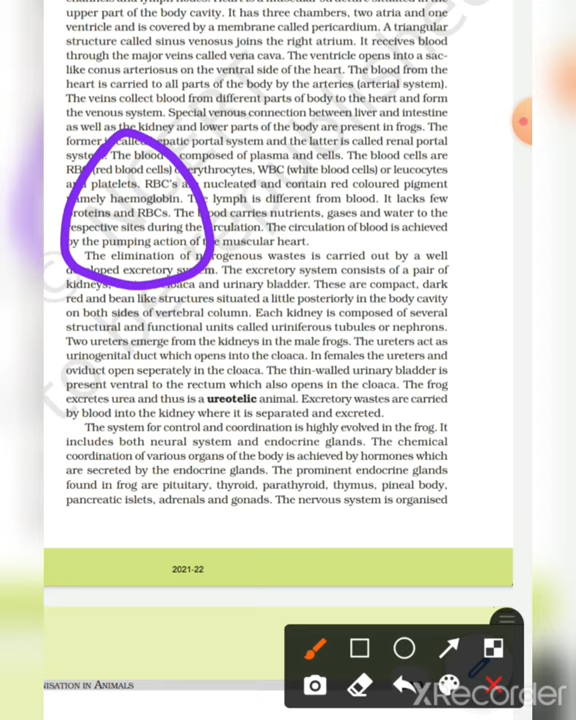 upper part of the body cavity. It has three chambers, two atria and one
ventricle and is covered by a membrane called pericardium. A triangular
structure called sinus venosus joins the right atrium. It receives blood
through the major veins called vena cava. The ventricle opens into a sac-
like conus arteriosus on the ventral side of the heart. The blood from the
heart is carried to all parts of the body by the arteries (arterial system).
The veins collect blood from different parts of body to the heart and form
the venous system. Special venous connection between liver and intestine
as well as the kidney and lower parts of the body are present in frogs. The
former is called hepatic portal system and the latter is called renal portal
system. The blood is composed of plasma and cells. The blood cells are
RBC (red blood cells) or erythrocytes, WBC (white blood cells) or leucocytes
and platelets. RBC's are nucleated and contain red coloured pigment
namely haemoglobin. The lymph is different from blood. It lacks few
proteins and RBCs. The blood carries nutrients, gases and water to the
respective sites during the circulation. The circulation of blood is achieved
by the pumping action of the muscular heart.
The elimination of nitrogenous wastes is carried out by a well
developed excretory system. The excretory system consists of a pair of
kidneys, cloaca and urinary bladder. These are compact, dark
red and bean like structures situated a little posteriorly in the body cavity
on both sides of vertebral column. Each kidney is composed of several
structural and functional units called uriniferous tubules or nephrons.
Two ureters emerge from the kidneys in the male frogs. The ureters act as
urinogenital duct which opens into the cloaca. In females the ureters and
oviduct open seperately in the cloaca. The thin-walled urinary bladder is
present ventral to the rectum which also opens in the cloaca. The frog
excretes urea and thus is a ureotelic animal. Excretory wastes are carried
by blood into the kidney where it is separated and excreted.
The system for control and coordination is highly evolved in the frog. It
includes both neural system and endocrine glands. The chemical
coordination of various organs of the body is achieved by hormones which
are secreted by the endocrine glands. The prominent endocrine glands
found in frog are pituitary, thyroid, parathyroid, thymus, pineal body,
pancreatic islets, adrenals and gonads. The nervous system is organised
2021-22
ISATION IN ANIMALS
XRecorder